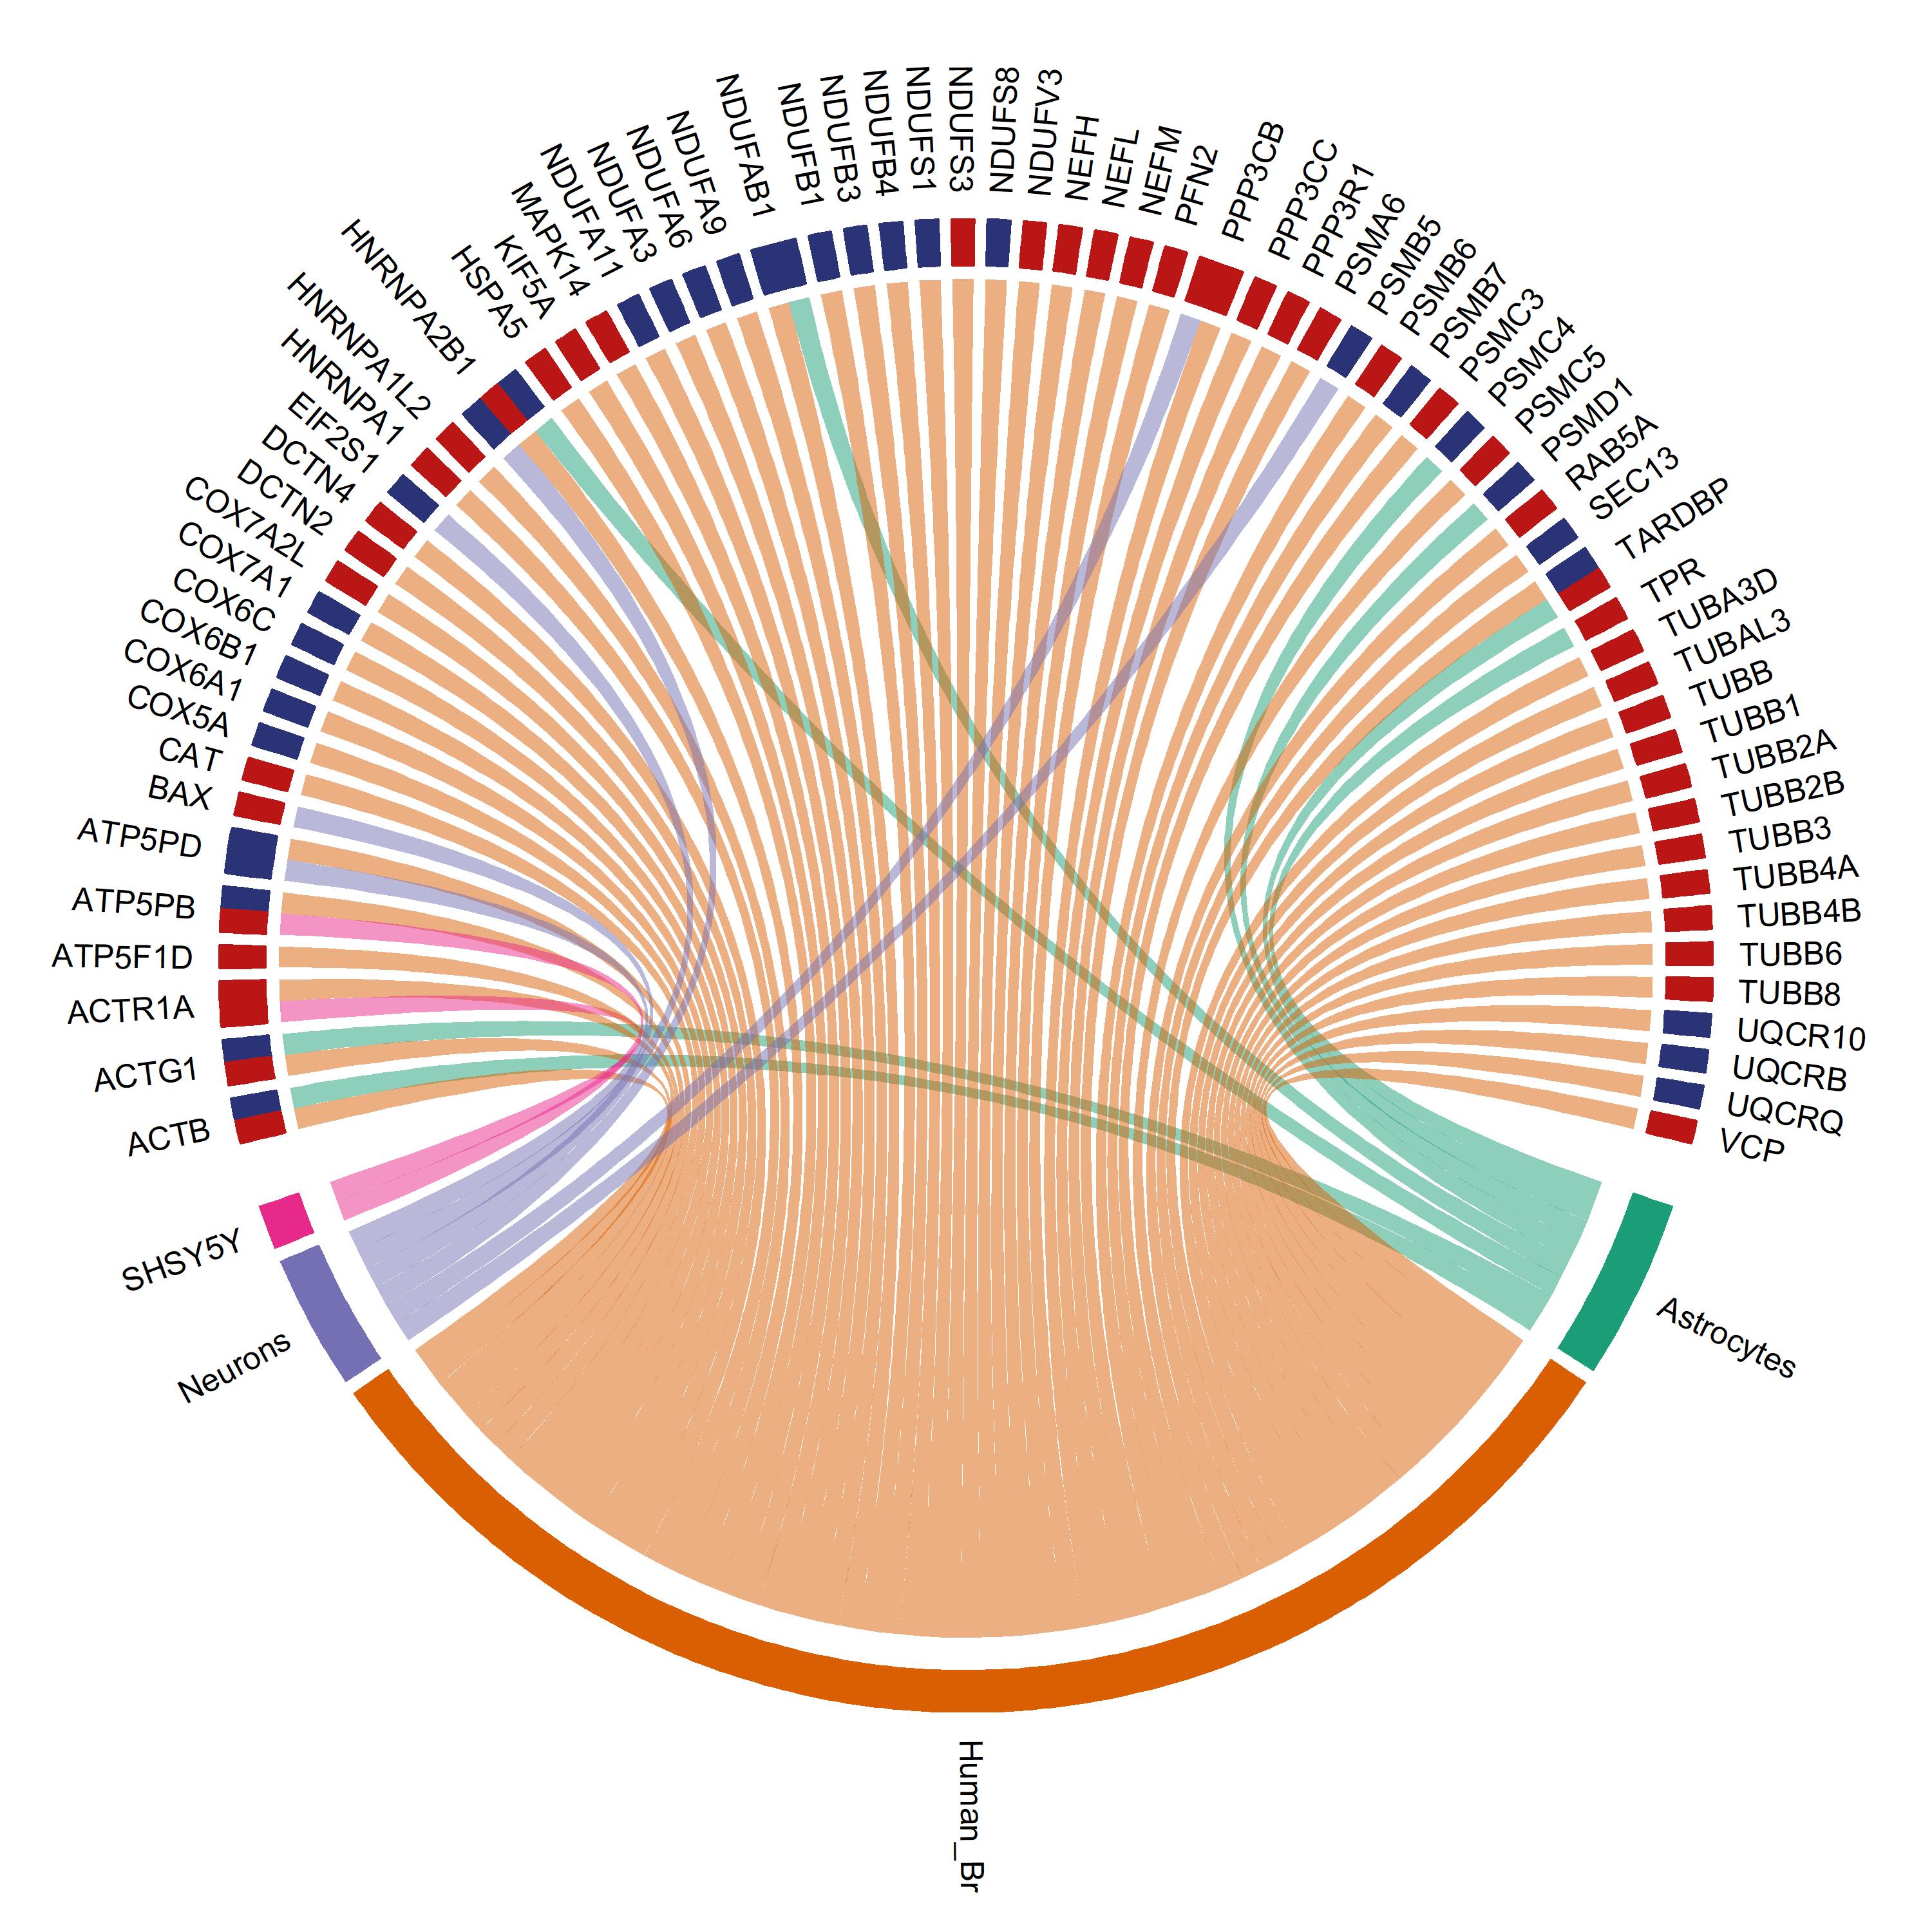 ACTB
ACTG1
ACTR1A
ATP5F1D
ATP5PB
ATP5PD
BAX
CAT
COX5A
COX6A1
COX6B1
COX6C
COX7A1
COX7A2L
DCTN2
DCTN4
EIF2S1
HNRNPA1
HNRNPA1L2
HNRNPA2B1
HSPA5
KIF5A
MAPK14
NDUFA11
NDUFA3
NDUFA6
NDUFA9
NDUFAB1
NDUFB1
NDUFB3
NDUFB4
NDUFS1
NDUFS3
NDUFS8
NDUFV3
NEFH
NEFL
NEFM
PFN2
PPP3CB
PPP3CC
PPP3R1
PSMA6
PSMB5
PSMB6
PSMB7
PSMC3
PSMC4
PSMC5
PSMD1
RAB5A
SEC13
TARDBP
TPR
TUBA3D
TUBAL3
TUBB
TUBB1
TUBB2A
TUBB2B
TUBB3
TUBB4A
TUBB4B
TUBB6
TUBB8
UQCR10
UQCRB
UQCRQ
VCP
Astrocytes
Human_Br
Neurons
SHSY5Y